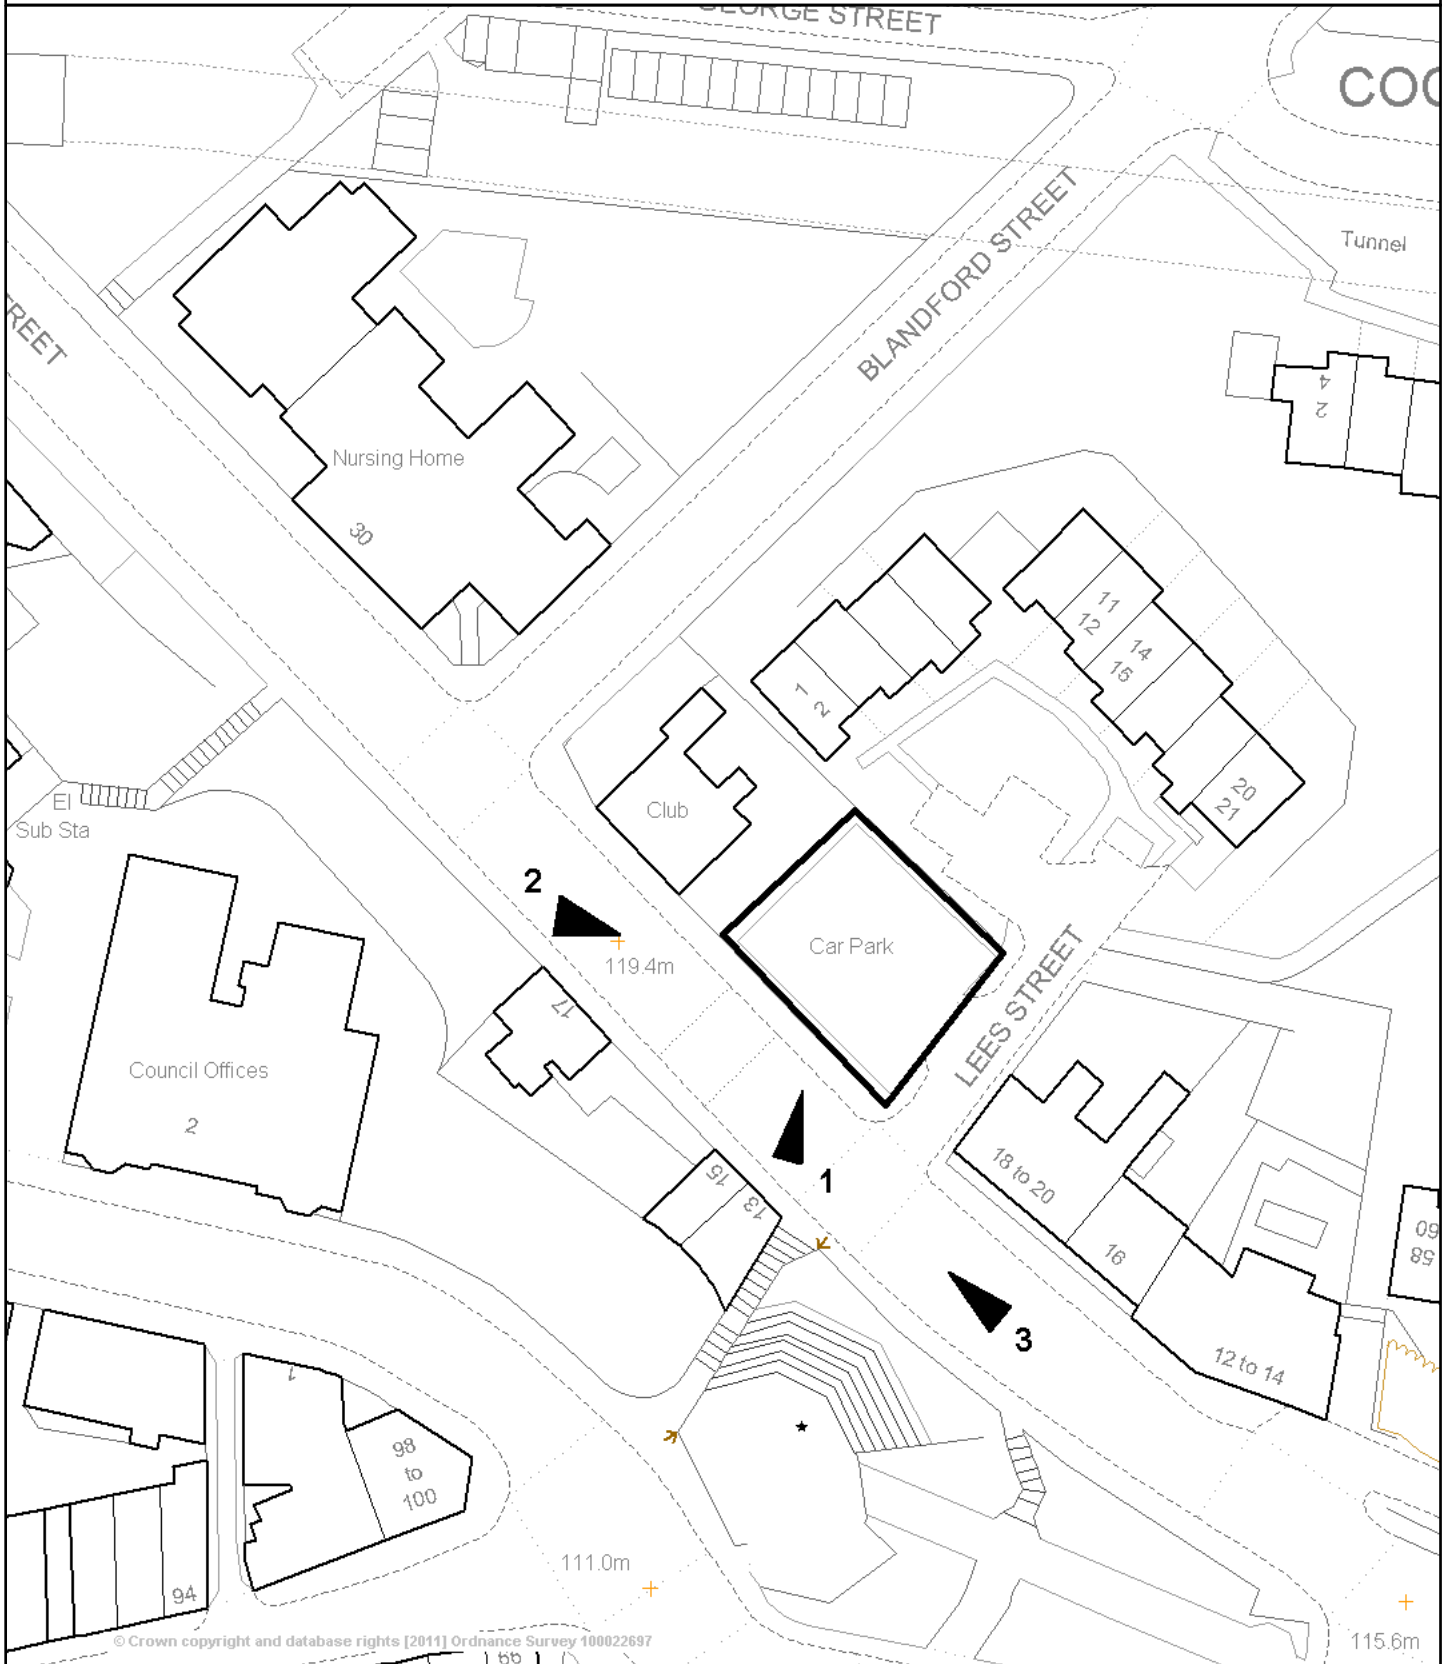 GEORGE STREET
COO
BLANDFORD STREET
Tunnel
REET
4
2
Nursing Home
30
11
12
14
15
1
2
20
21
El
Sub Sta
Club
2
119.4m
Car Park
17
LEES STREET
Council Offices
2
15
13
1
18 to 20
16
60
58
3
12 to 14
1
98
to
100
111.0m
94
115.6m
© Crown copyright and database rights [2011] Ordnance Survey 100022697
66